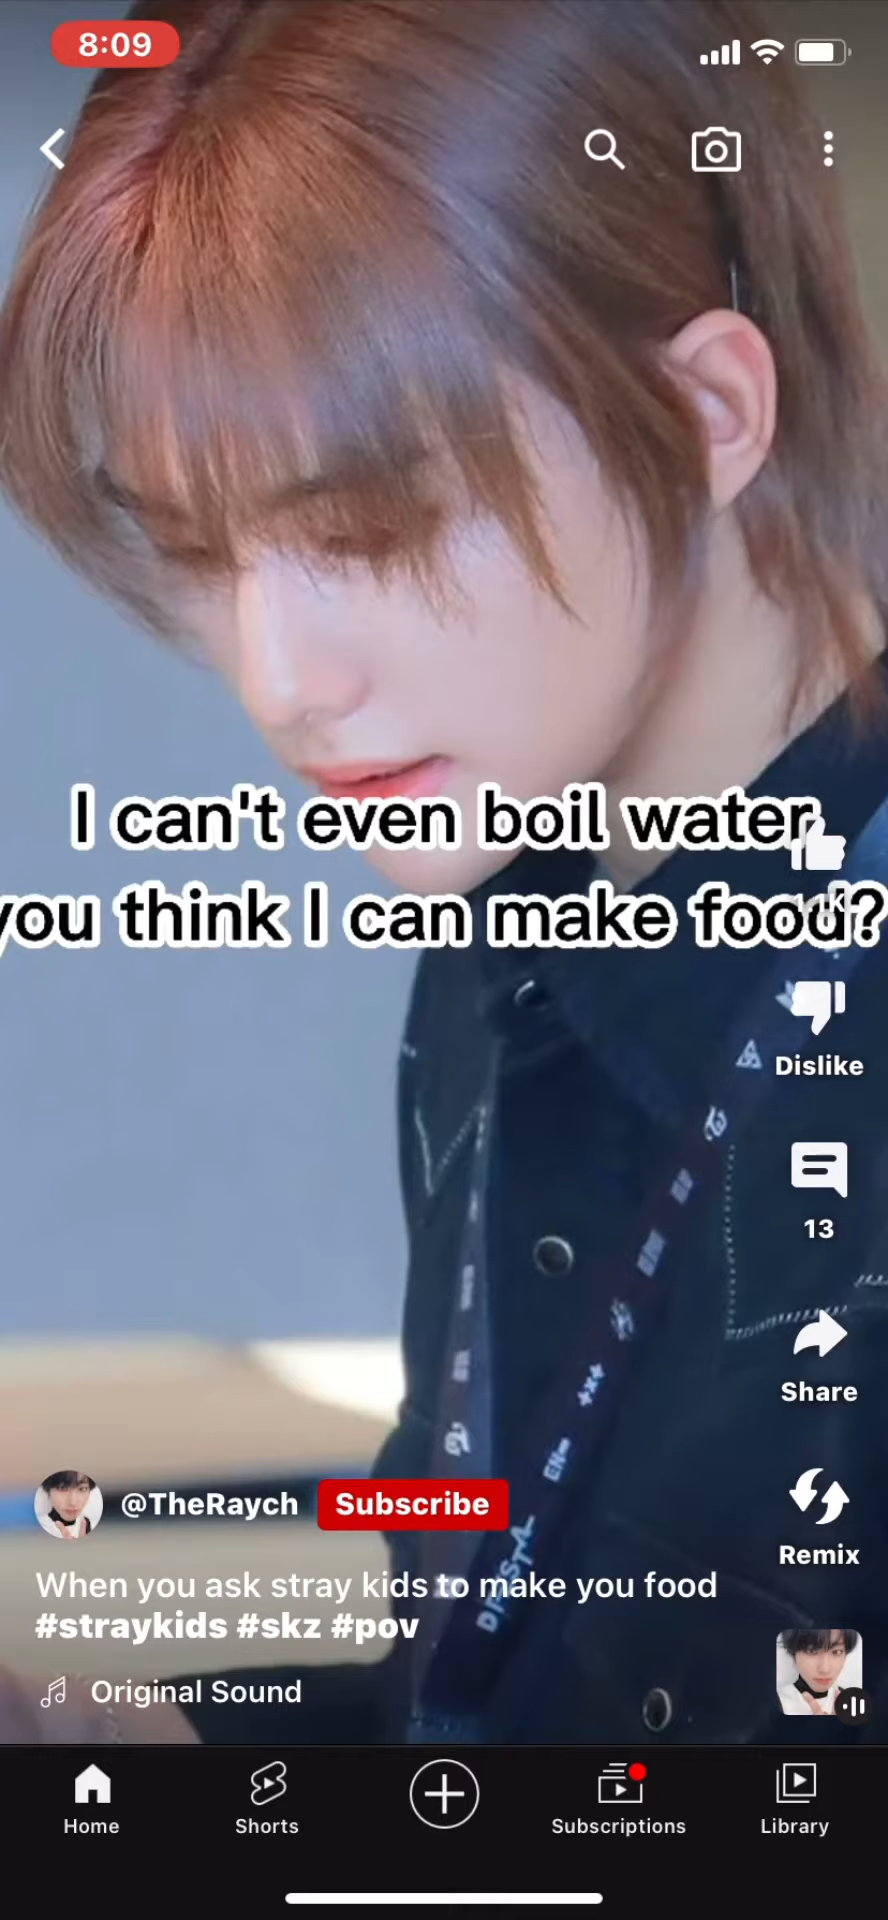 8:09
I can't even boil water
you think I can make food?
Dislike
13
Share
@TheRaych Subscribe
Remix
When you ask stray kids to make you food
#straykids #skz #pov
Original Sound
Home Shorts Subscriptions Library